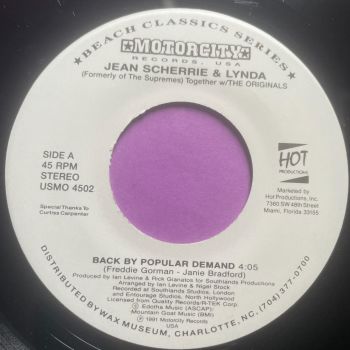 BEACH CLASSICS SERIES
MOTORCITY
RECORDS, USA
JEAN SCHERRIE & LYNDA
(Formerly of The Supremes) Together w/THE ORIGINALS
SIDE A
45 RPM
STEREO
USMO 4502
Special Thanks To
Curtiss Carpenter
HOT
PRODUCTIONS
Marketed by
Hot Productions, Inc.
7360 SW 48th Street
Miami, Florida 33155
BACK BY POPULAR DEMAND 4:05
(Freddie Gorman - Janie Bradford)
Produced by Ian Levine & Rick Gianatos for Southlands Productions
Arranged by Ian Levine & Nigel Stock
Recorded at Southlands Studios, London and
Entourage Studios, North Hollywood
Licensed from Quality Records/R-TEK Corp.
Music (ASCAP);
Mountain Goat Music (BMI)
℗ 1991 Motorcity Records
USA
DISTRIBUTED BY WAX MUSEUM, CHARLOTTE, NC. (704) 377-0700